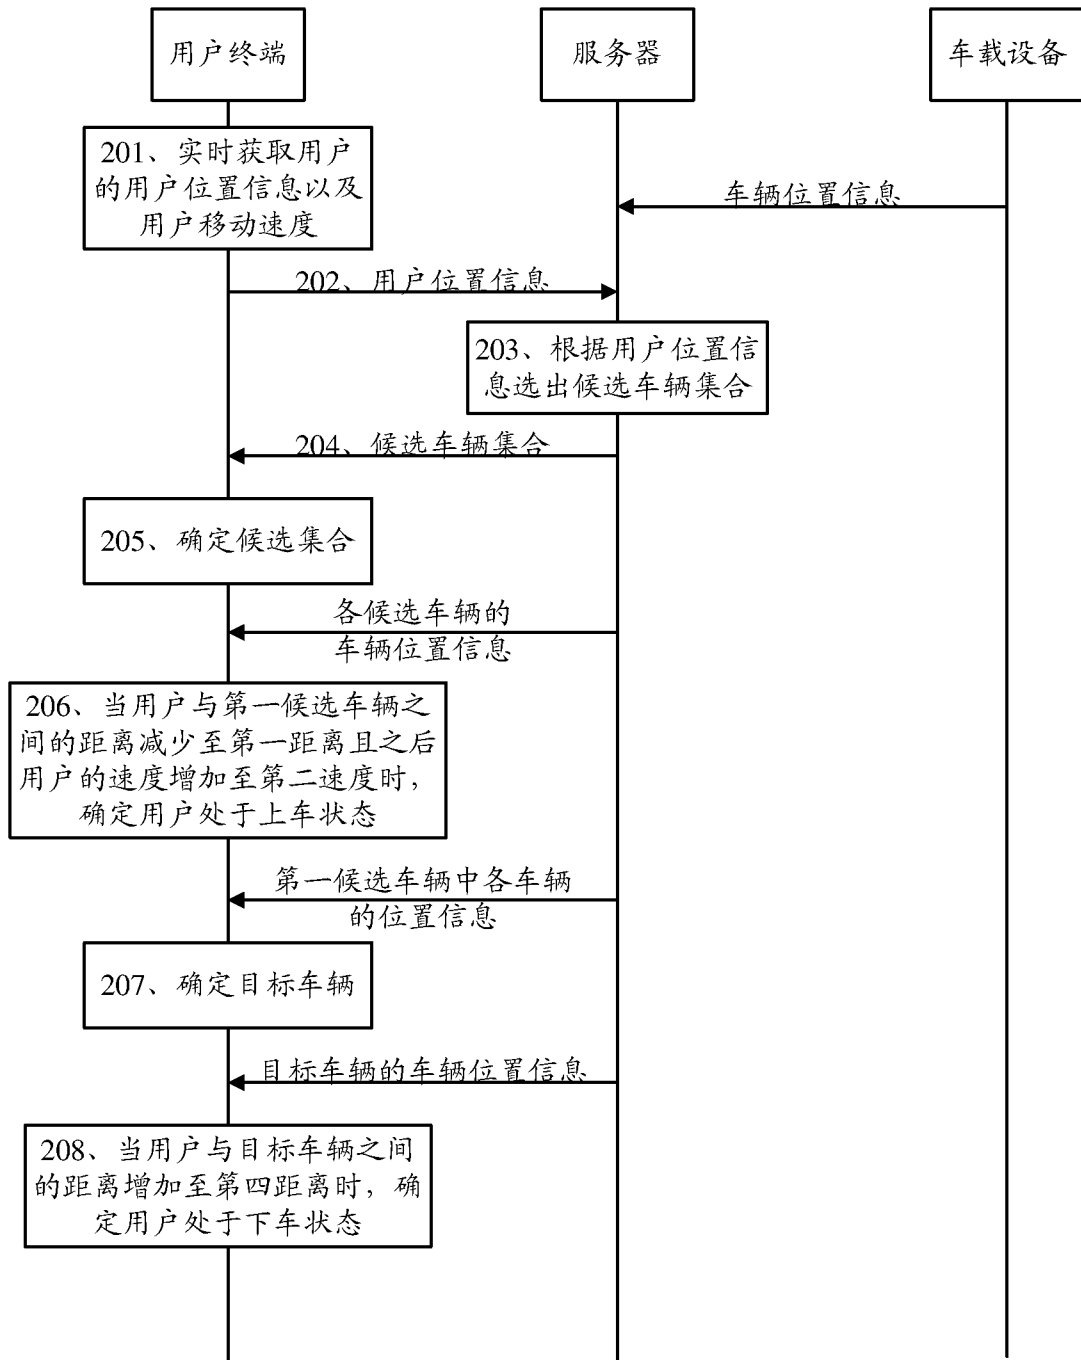 用户终端
服务器
车载设备
201、实时获取用户
的用户位置信息以及
用户移动速度
车辆位置信息
202、用户位置信息
203、根据用户位置信
息选出候选车辆集合
204、候选车辆集合
205、确定候选集合
各候选车辆的
车辆位置信息
206、当用户与第一候选车辆之
间的距离减少至第一距离且之后
用户的速度增加至第二速度时，
确定用户处于上车状态
第一候选车辆中各车辆
的位置信息
207、确定目标车辆
目标车辆的车辆位置信息
208、当用户与目标车辆之间
的距离增加至第四距离时，确
定用户处于下车状态